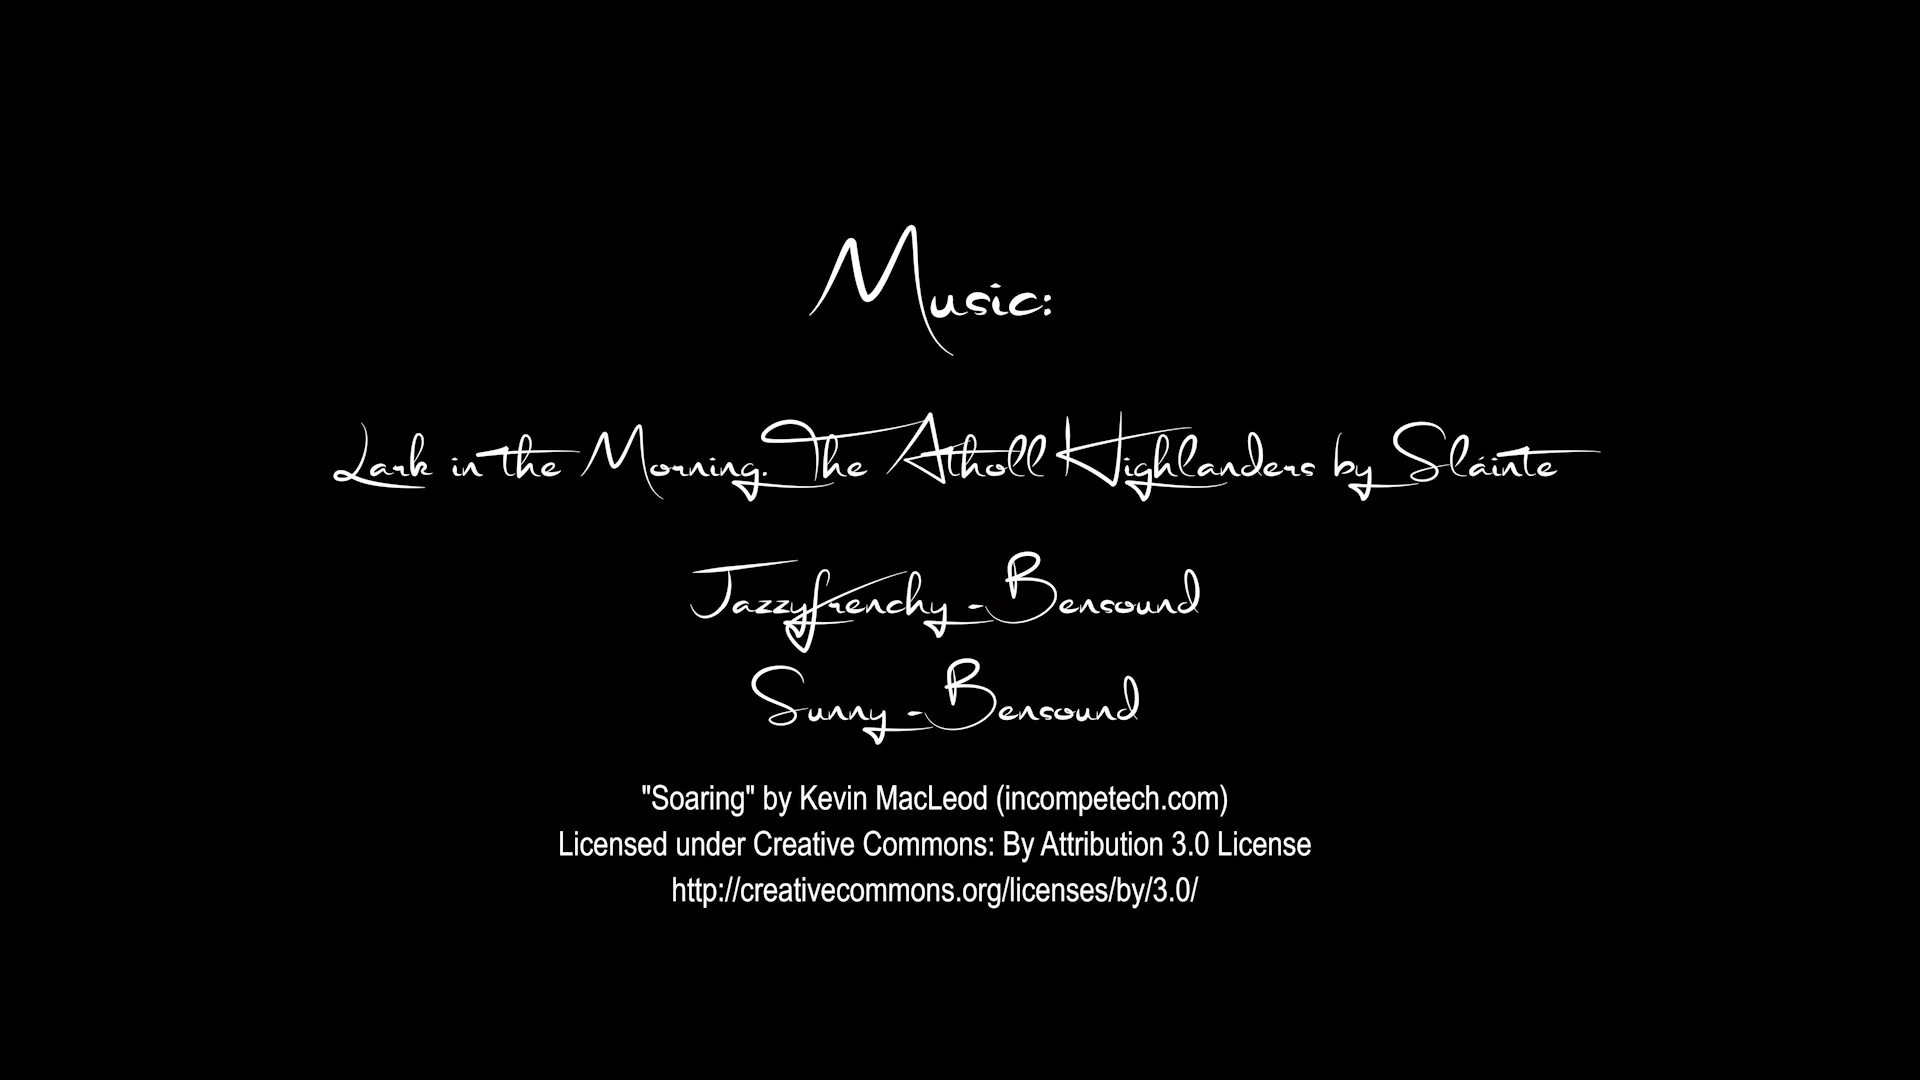 Music:
Lark in the Morning. The Atholl Highlanders by Sláinte
Jazzyfrenchy - Bensound
Sunny - Bensound
"Soaring" by Kevin MacLeod (incompetech.com)
Licensed under Creative Commons: By Attribution 3.0 License
http://creativecommons.org/licenses/by/3.0/